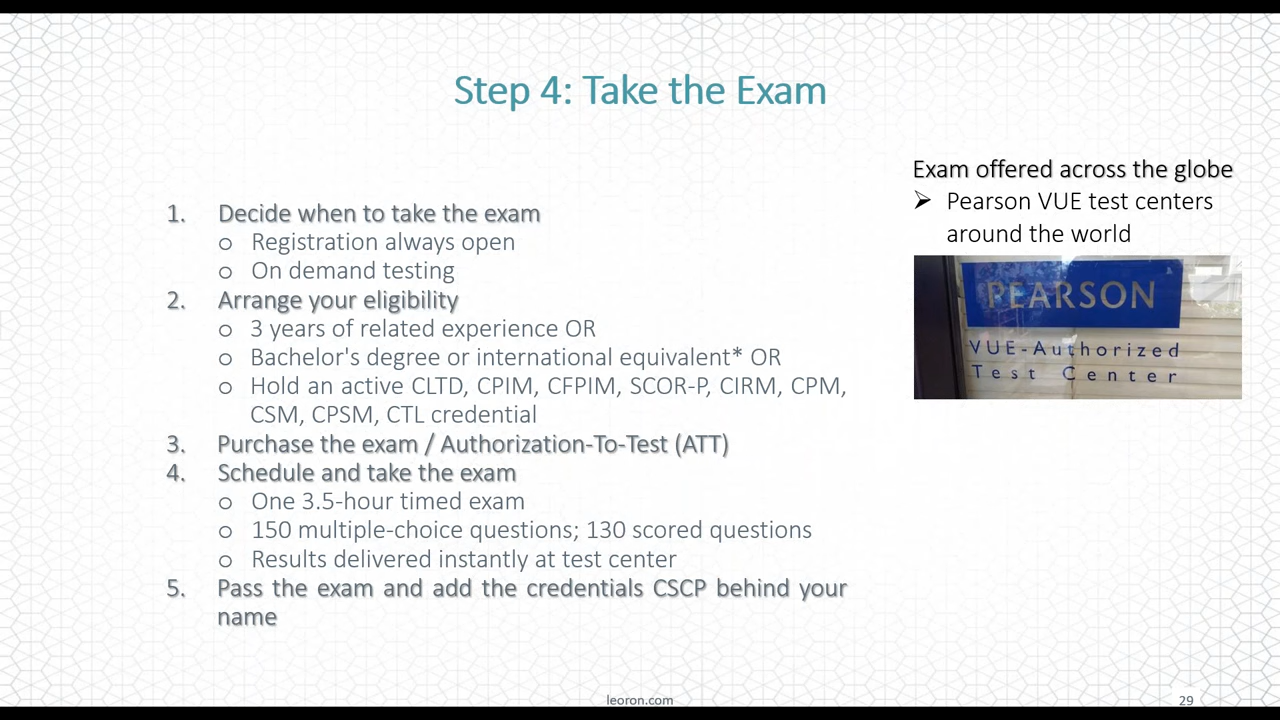 Step 4: Take the Exam
1. Decide when to take the exam
o Registration always open
o On demand testing
2. Arrange your eligibility
o 3 years of related experience OR
o Bachelor's degree or international equivalent* OR
o Hold an active CLTD, CPIM, CFPIM, SCOR-P, CIRM, CPM,
CSM, CPSM, CTL credential
3. Purchase the exam / Authorization-To-Test (ATT)
4. Schedule and take the exam
o One 3.5-hour timed exam
o 150 multiple-choice questions; 130 scored questions
o Results delivered instantly at test center
5. Pass the exam and add the credentials CSCP behind your
name
Exam offered across the globe
➢ Pearson VUE test centers
around the world
PEARSON
VUE-Authorized
Test Center
leoron.com
29